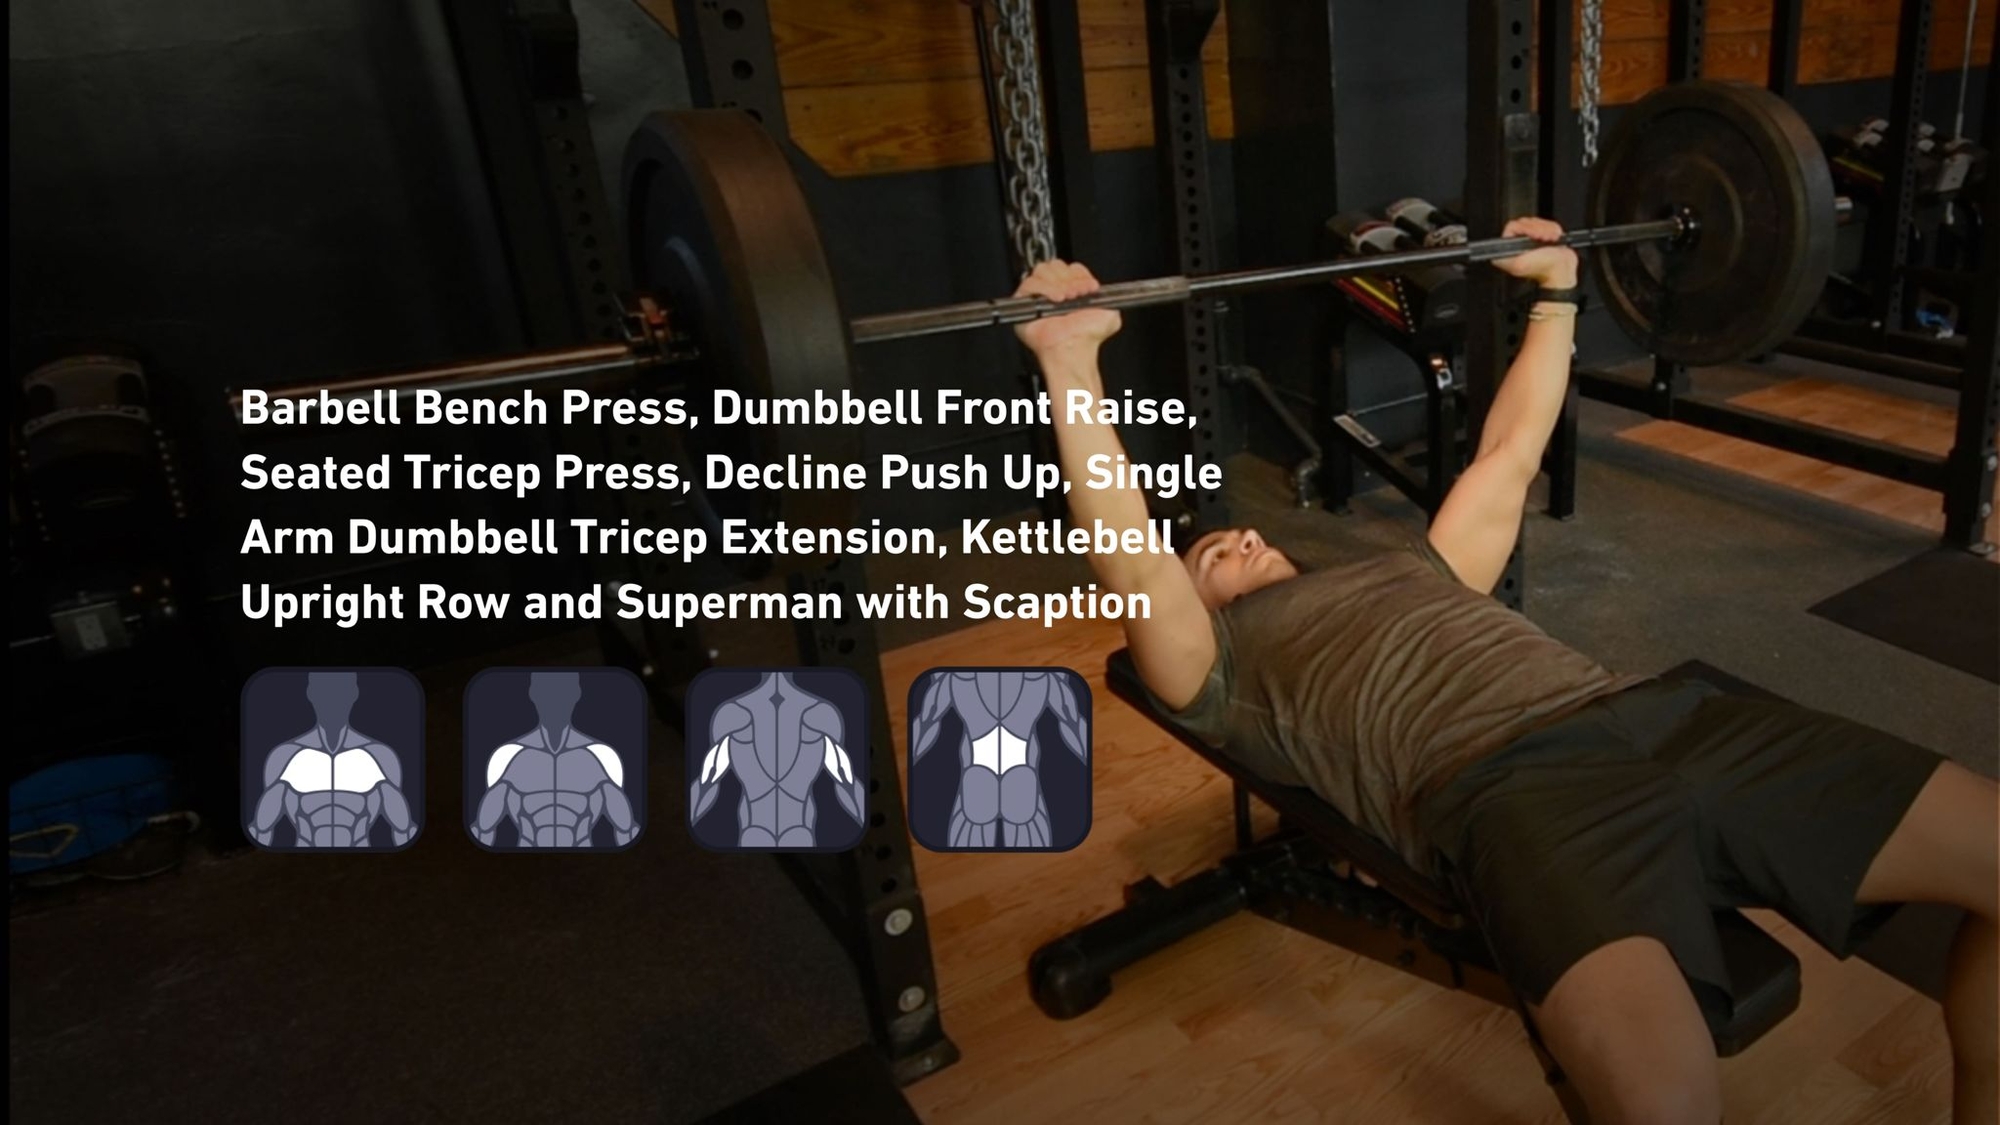 Barbell Bench Press, Dumbbell Front Raise,
Seated Tricep Press, Decline Push Up, Single
Arm Dumbbell Tricep Extension, Kettlebell
Upright Row and Superman with Scaption